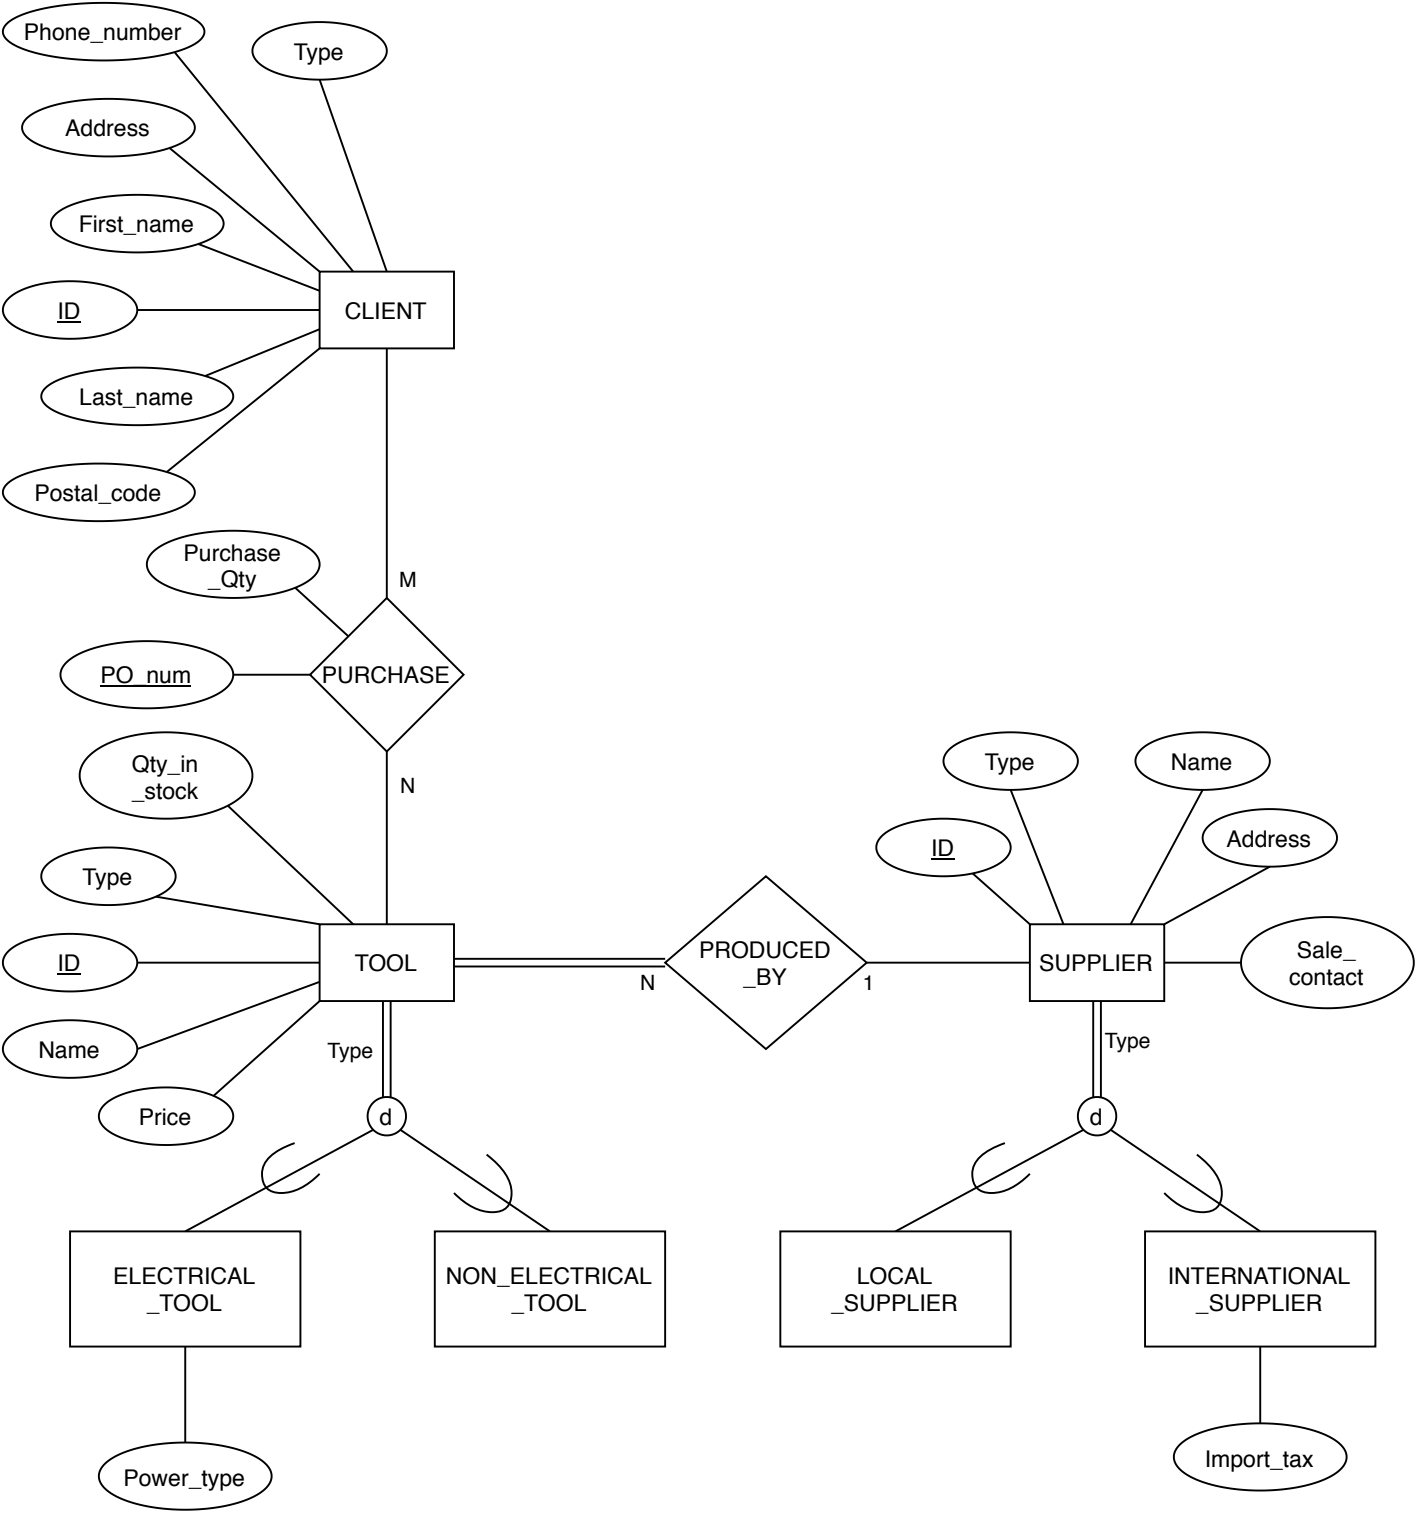 Phone_number
Type
Address
First_name
ID
CLIENT
Last_name
Postal_code
Purchase
_Qty
M
PO_num
PURCHASE
Qty_in
_stock
N
Type
Name
Type
ID
Address
ID
TOOL
N
PRODUCED
_BY
1
SUPPLIER
Sale_
contact
Name
Type
Type
Price
d
d
ELECTRICAL
_TOOL
NON_ELECTRICAL
_TOOL
LOCAL
_SUPPLIER
INTERNATIONAL
_SUPPLIER
Power_type
Import_tax